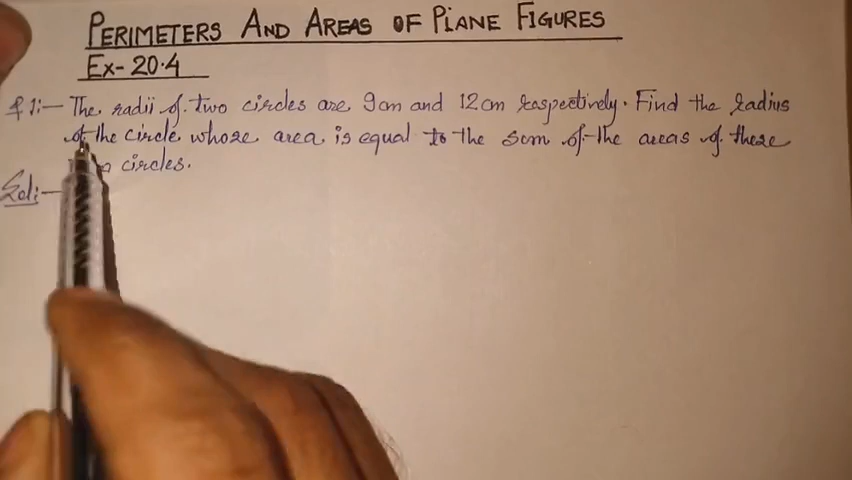 PERIMETERS AND AREAS OF PLANE FIGURES
Ex-20.4
Q 1:- The radii of two circles are 9cm and 12cm respectively. Find the radius
of the circle whose area is equal to the sum of the areas of these
circles.
Sol:-